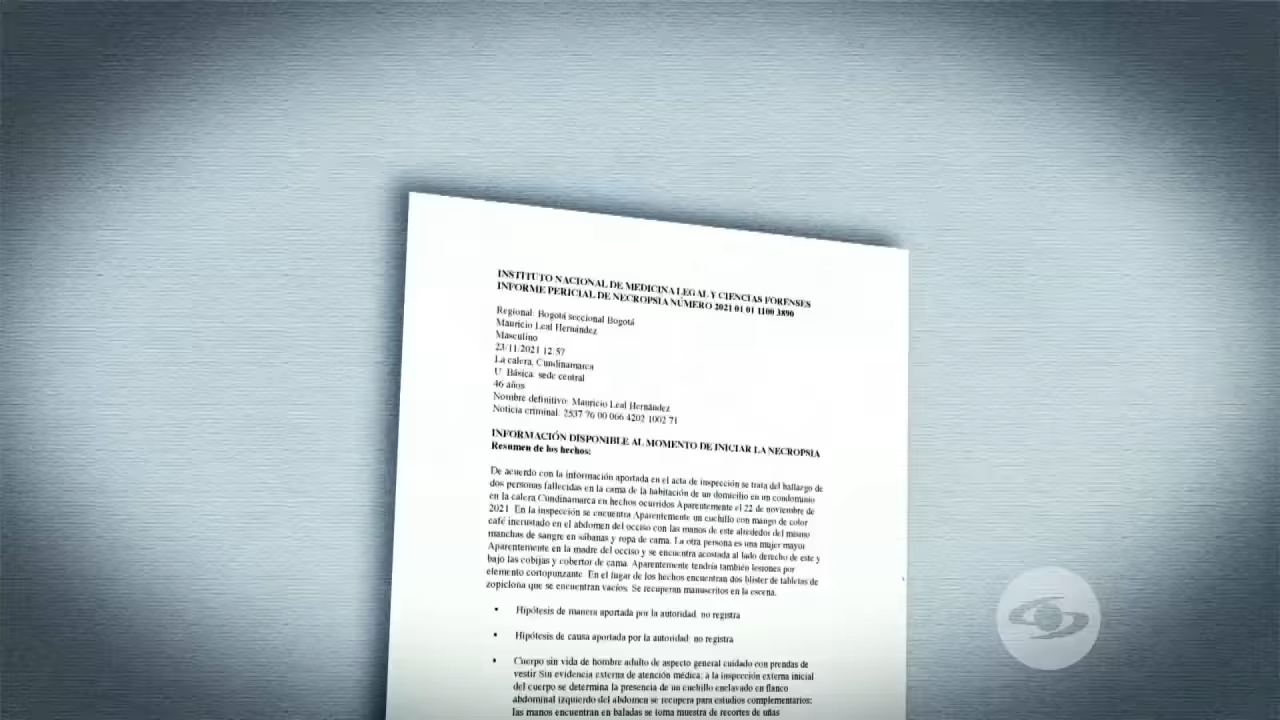 INSTITUTO NACIONAL DE MEDICINA LEGAL Y CIENCIAS FORENSES
INFORME PERICIAL DE NECROPSIA NÚMERO 2021 01 01 1100 3890
Regional: Bogotá seccional Bogotá
Mauricio Leal Hernández
Masculino
23/11/2021 12:57
La calera, Cundinamarca
U. Básica: sede central
46 años
Nombre definitivo: Mauricio Leal Hernández
Noticia criminal: 2537 76 00 066 4202 1002 71
INFORMACIÓN DISPONIBLE AL MOMENTO DE INICIAR LA NECROPSIA
Resumen de los hechos:
De acuerdo con la información aportada en el acta de inspección se trata del hallazgo de
dos personas fallecidas en la cama de la habitación de un domicilio en un condominio
en la calera Cundinamarca en hechos ocurridos Aparentemente el 22 de noviembre de
2021. En la inspección se encuentra Aparentemente un cuchillo con mango de color
café incrustado en el abdomen del occiso con las manos de este alrededor del mismo
manchas de sangre en sábanas y ropa de cama. La otra persona es una mujer mayor
Aparentemente en la madre del occiso y se encuentra acostada al lado derecho de este y
bajo las cobijas y cobertor de cama. Aparentemente tendría también lesiones por
elemento cortopunzante. En el lugar de los hechos encuentran dos blíster de tabletas de
zopiclona que se encuentran vacíos. Se recuperan manuscritos en la escena.
• Hipótesis de manera aportada por la autoridad: no registra
• Hipótesis de causa aportada por la autoridad: no registra
• Cuerpo sin vida de hombre adulto de aspecto general cuidado con prendas de
vestir Sin evidencia externa de atención médica; a la inspección externa inicial
del cuerpo se determina la presencia de un cuchillo enclavado en flanco
abdominal izquierdo del abdomen se recupera para estudios complementarios;
las manos encuentran en baladas se toma muestra de recortes de uñas